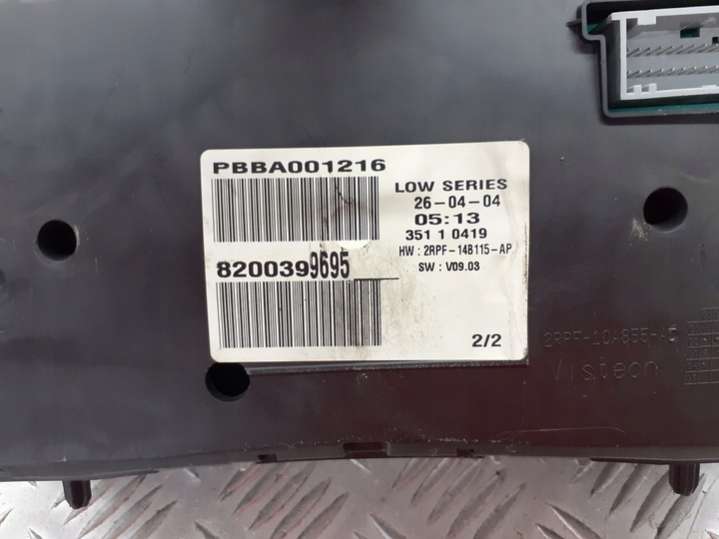 PBBA001216
LOW SERIES
26-04-04
05:13
351 1 0419
HW : 2RPF-14B115-AP
SW : V09.03
8200399695
2/2
Visteon